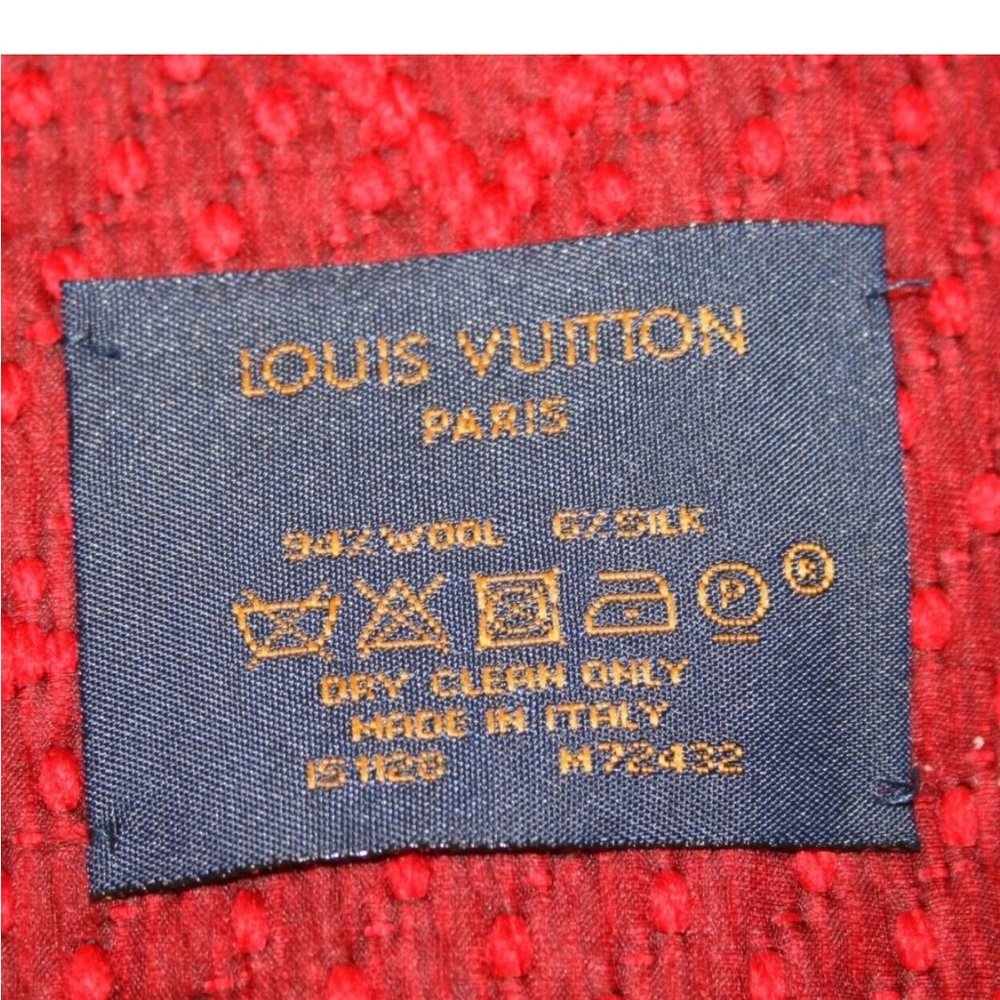 LOUIS VUITTON
PARIS
94% WOOL 6% SILK
P ®
DRY CLEAN ONLY
MADE IN ITALY
IS1128 M72432